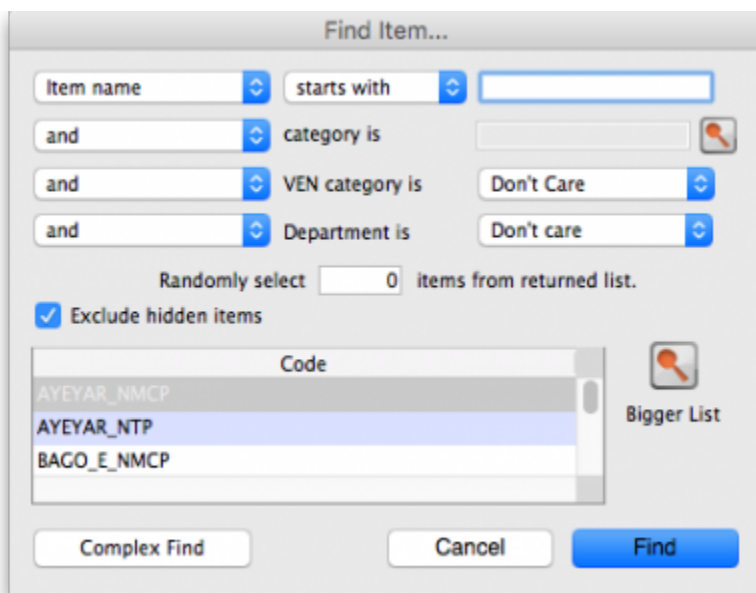 Find Item...
Item name starts with
and category is
and VEN category is Don't Care
and Department is Don't care
Randomly select 0 items from returned list.
Exclude hidden items
Code
AYEYAR_NMCP
AYEYAR_NTP
BAGO_E_NMCP
Bigger List
Complex Find Cancel Find